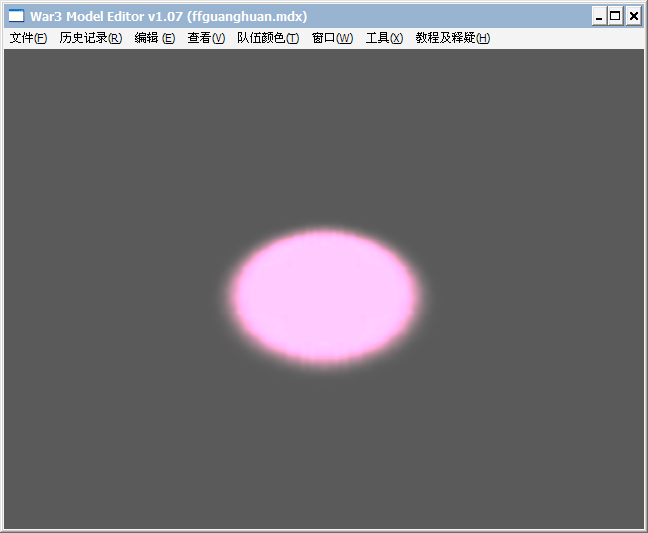 War3 Model Editor v1.07 (ffguanghuan.mdx)
文件(F) 历史记录(R) 编辑 (E) 查看(V) 队伍颜色(T) 窗口(W) 工具(X) 教程及释疑(H)